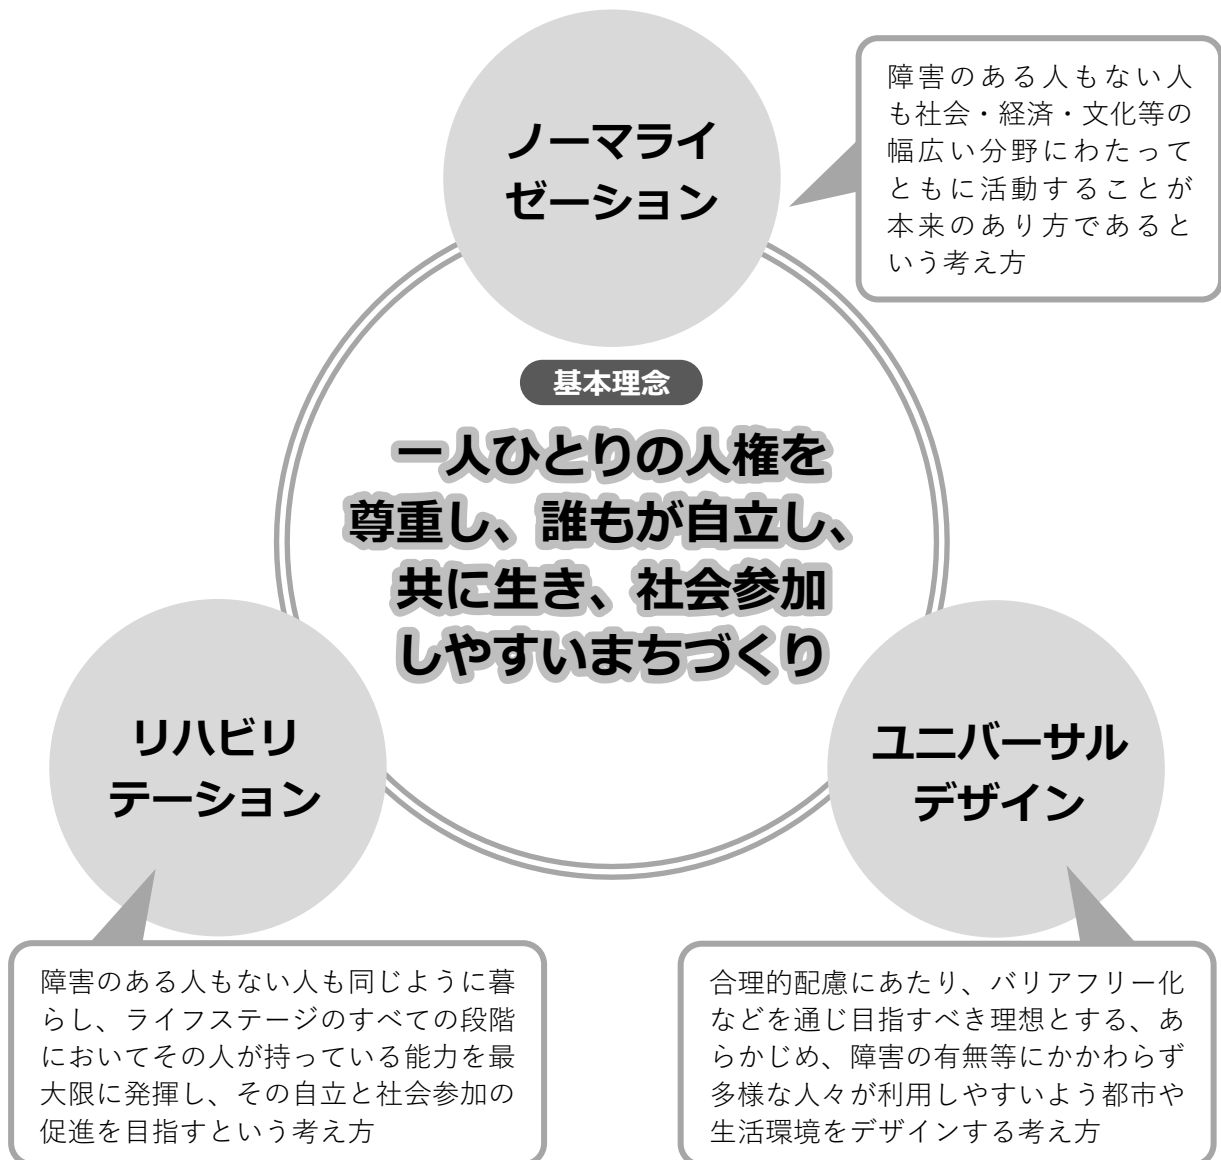 ノーマライ
ゼーション
障害のある人もない人
も社会・経済・文化等の
幅広い分野にわたって
ともに活動することが
本来のあり方であると
いう考え方
基本理念
一人ひとりの人権を
尊重し、誰もが自立し、
共に生き、社会参加
しやすいまちづくり
リハビリ
テーション
ユニバーサル
デザイン
障害のある人もない人も同じように暮
らし、ライフステージのすべての段階
においてその人が持っている能力を最
大限に発揮し、その自立と社会参加の
促進を目指すという考え方
合理的配慮にあたり、バリアフリー化
などを通じ目指すべき理想とする、あ
らかじめ、障害の有無等にかかわらず
多様な人々が利用しやすいよう都市や
生活環境をデザインする考え方